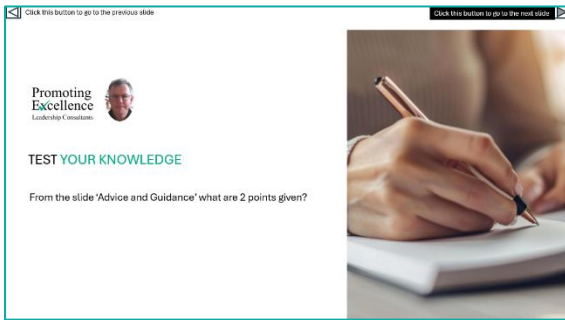 Click this button to go to the previous slide
Click this button to go to the next slide
Promoting
Excellence
Leadership Consultants
TEST YOUR KNOWLEDGE
From the slide ‘Advice and Guidance’ what are 2 points given?